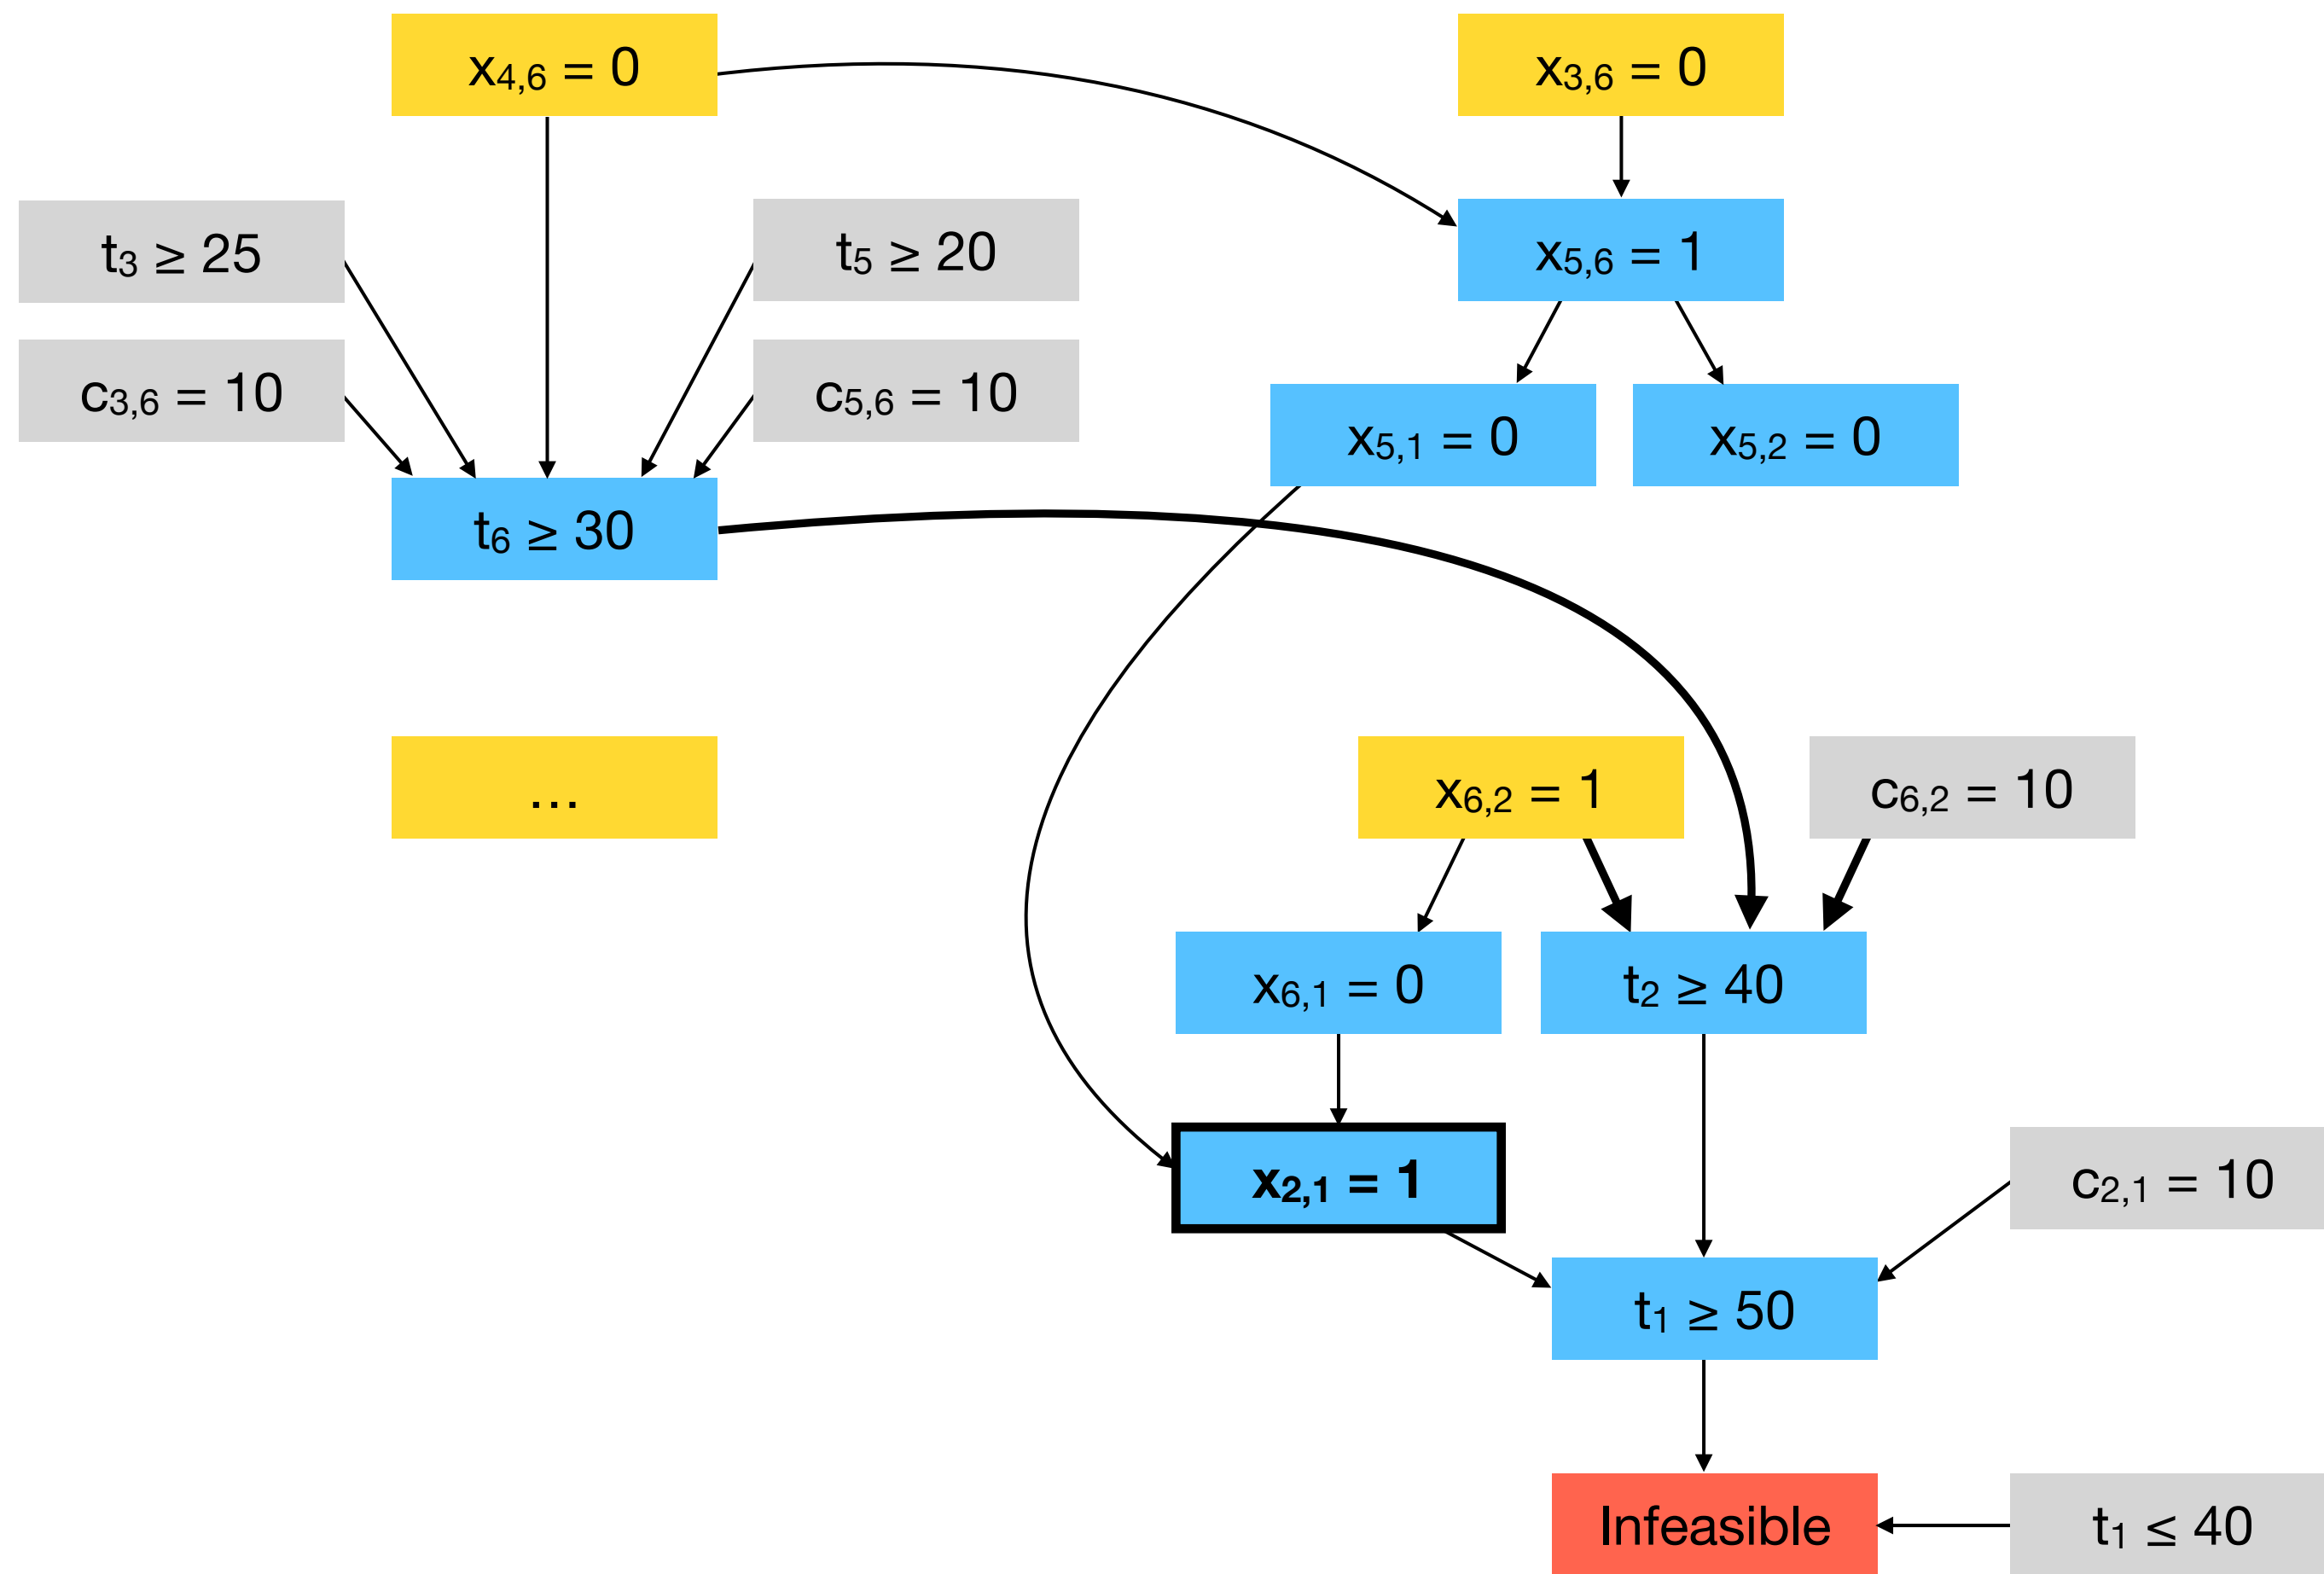 x4,6 = 0
x3,6 = 0
t3 ≥ 25
t5 ≥ 20
x5,6 = 1
c3,6 = 10
c5,6 = 10
x5,1 = 0
x5,2 = 0
t6 ≥ 30
...
x6,2 = 1
c6,2 = 10
x6,1 = 0
t2 ≥ 40
x2,1 = 1
c2,1 = 10
t1 ≥ 50
Infeasible
t1 ≤ 40